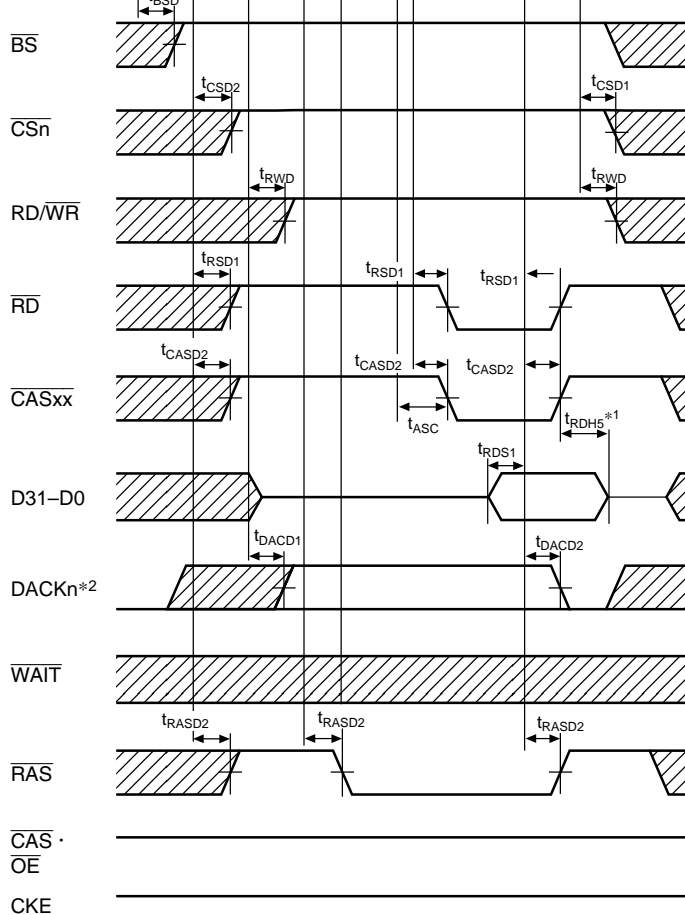 tBSD
BS
tCSD2 tCSD1
CSn
tRWD tRWD
RD/WR
tRSD1 tRSD1 tRSD1
RD
tCASD2 tCASD2 tCASD2
CASxx
tASC tRDH5*1
tRDS1
D31–D0
tDACD1 tDACD2
DACKn*2
WAIT
tRASD2 tRASD2 tRASD2
RAS
CAS ·
OE
CKE